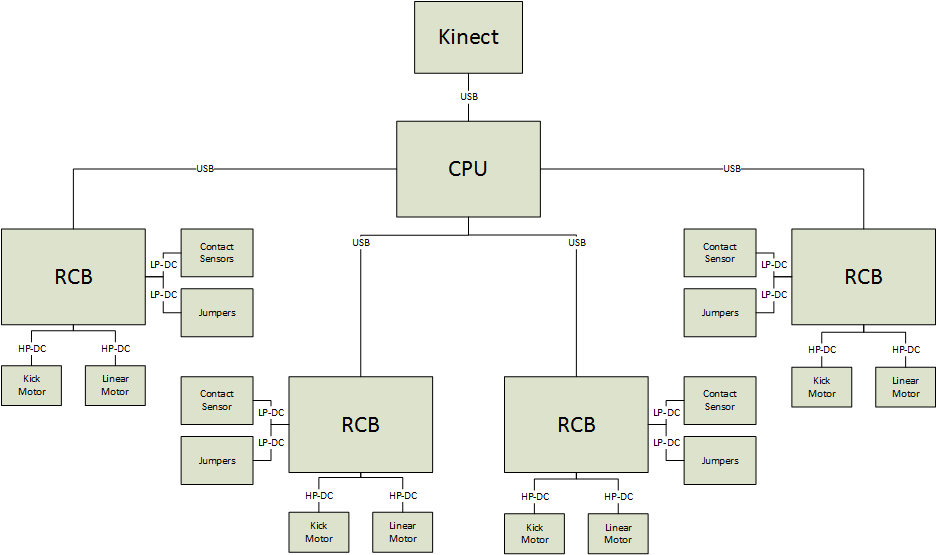 Kinect
USB
CPU
USB
USB
USB
USB
RCB
LP-DC
LP-DC
Contact
Sensors
Jumpers
HP-DC
HP-DC
Kick
Motor
Linear
Motor
Contact
Sensor
Jumpers
LP-DC
LP-DC
RCB
HP-DC
HP-DC
Kick
Motor
Linear
Motor
Contact
Sensor
Jumpers
LP-DC
LP-DC
RCB
HP-DC
HP-DC
Kick
Motor
Linear
Motor
RCB
LP-DC
LP-DC
Contact
Sensor
Jumpers
HP-DC
HP-DC
Kick
Motor
Linear
Motor